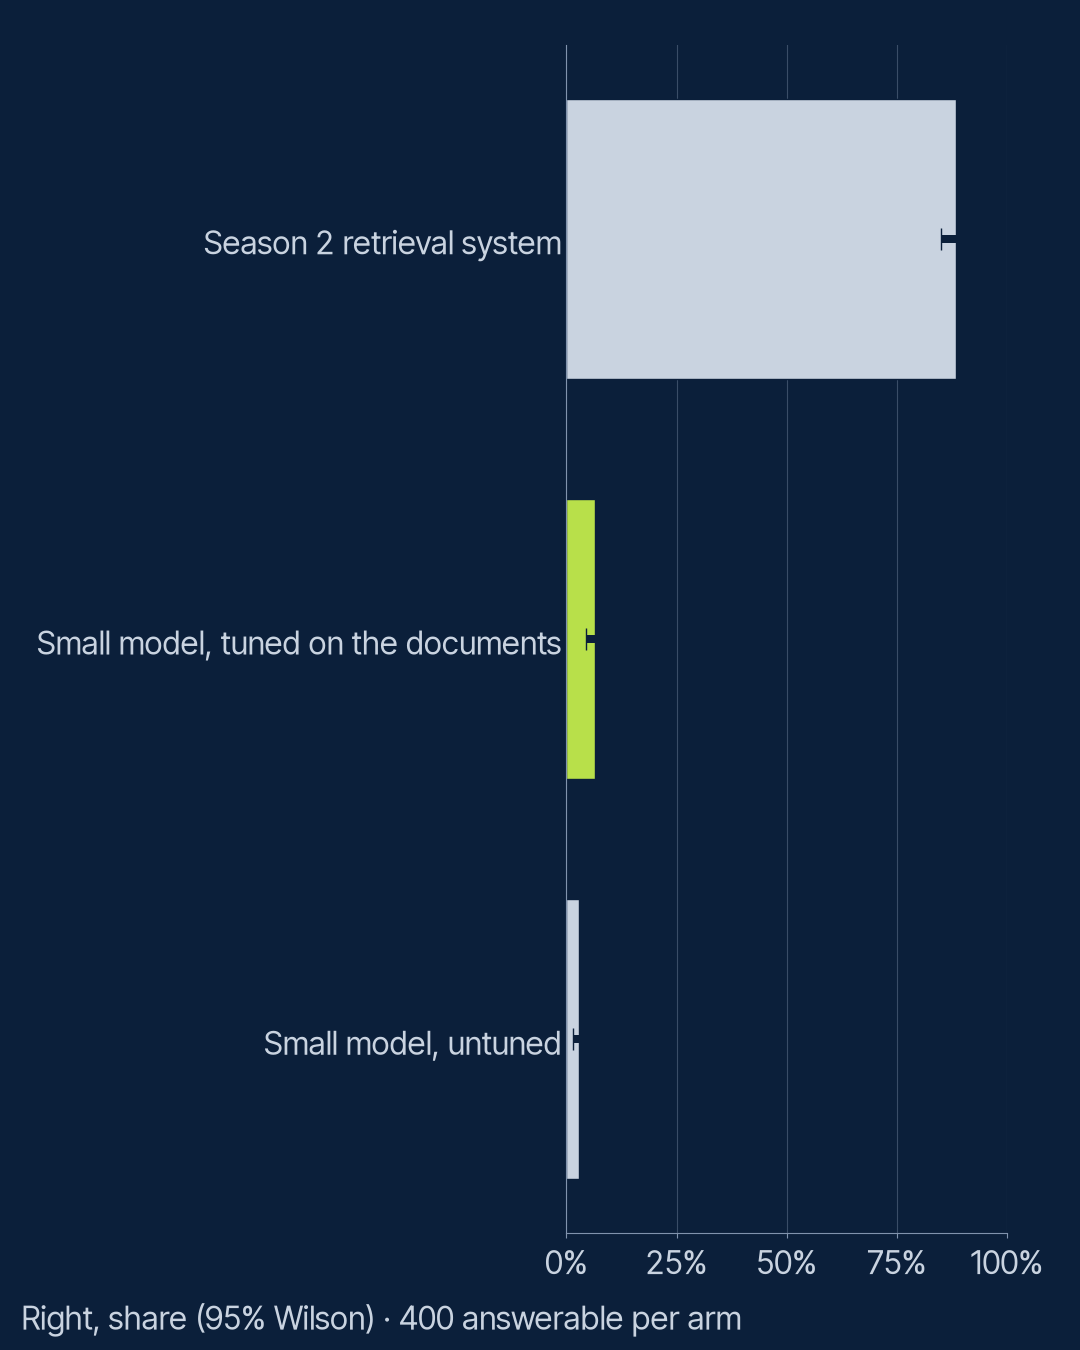 Season 2 retrieval system
Small model, tuned on the documents
Small model, untuned
0% 25% 50% 75% 100%
Right, share (95% Wilson) · 400 answerable per arm